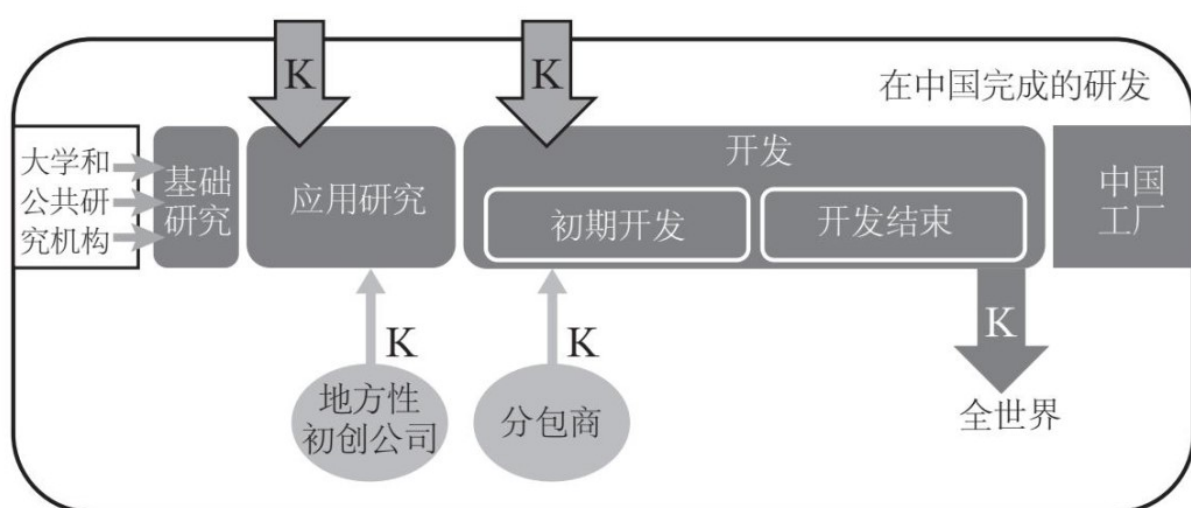 K
K
在中国完成的研发
大学和
公共研
究机构
基础
研究
应用研究
开发
初期开发
开发结束
中国
工厂
K
K
K
地方性
初创公司
分包商
全世界